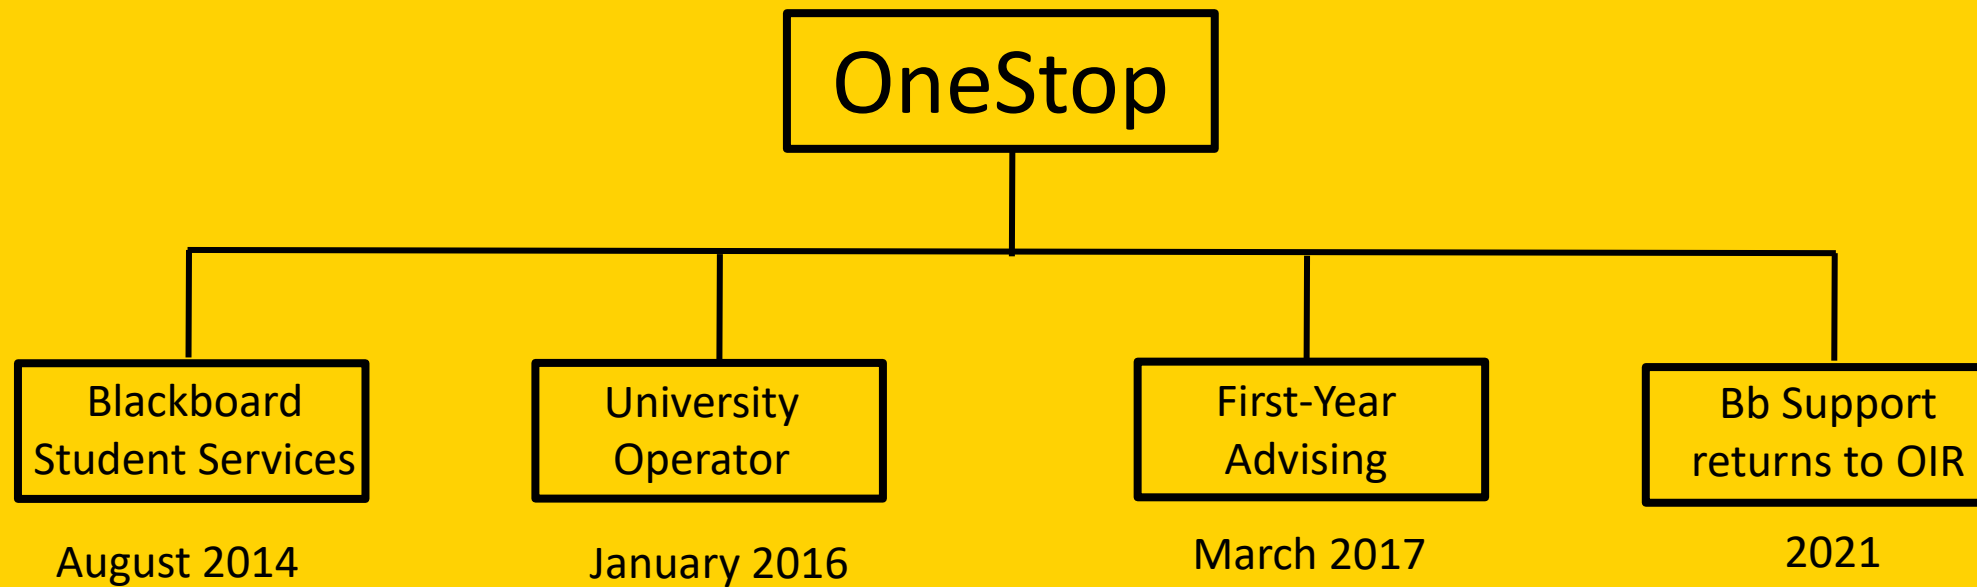 OneStop
Blackboard
Student Services
August 2014
University
Operator
January 2016
First-Year
Advising
March 2017
Bb Support
returns to OIR
2021